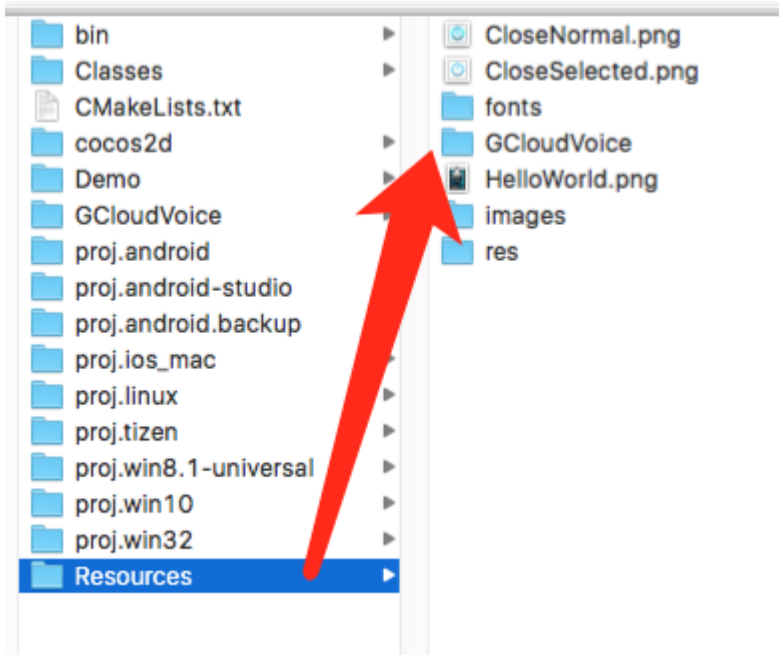 bin
Classes
CMakeLists.txt
cocos2d
Demo
GCloudVoice
proj.android
proj.android-studio
proj.android.backup
proj.ios_mac
proj.linux
proj.tizen
proj.win8.1-universal
proj.win10
proj.win32
Resources
CloseNormal.png
CloseSelected.png
fonts
GCloudVoice
HelloWorld.png
images
res